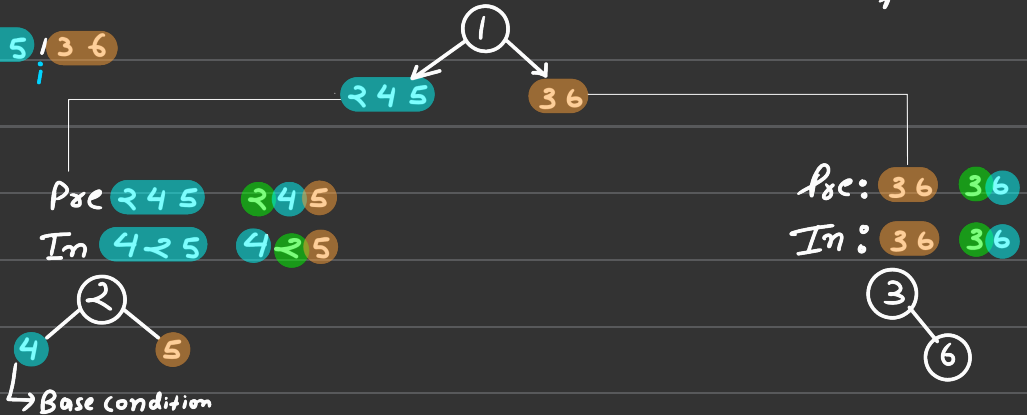 1
5 1 3 6
i
2 4 5 3 6
Pre 2 4 5 2 4 5 Pre: 3 6 3 6
In 4 2 5 4 2 5 In: 3 6 3 6
2 3
4 5 6
Base condition